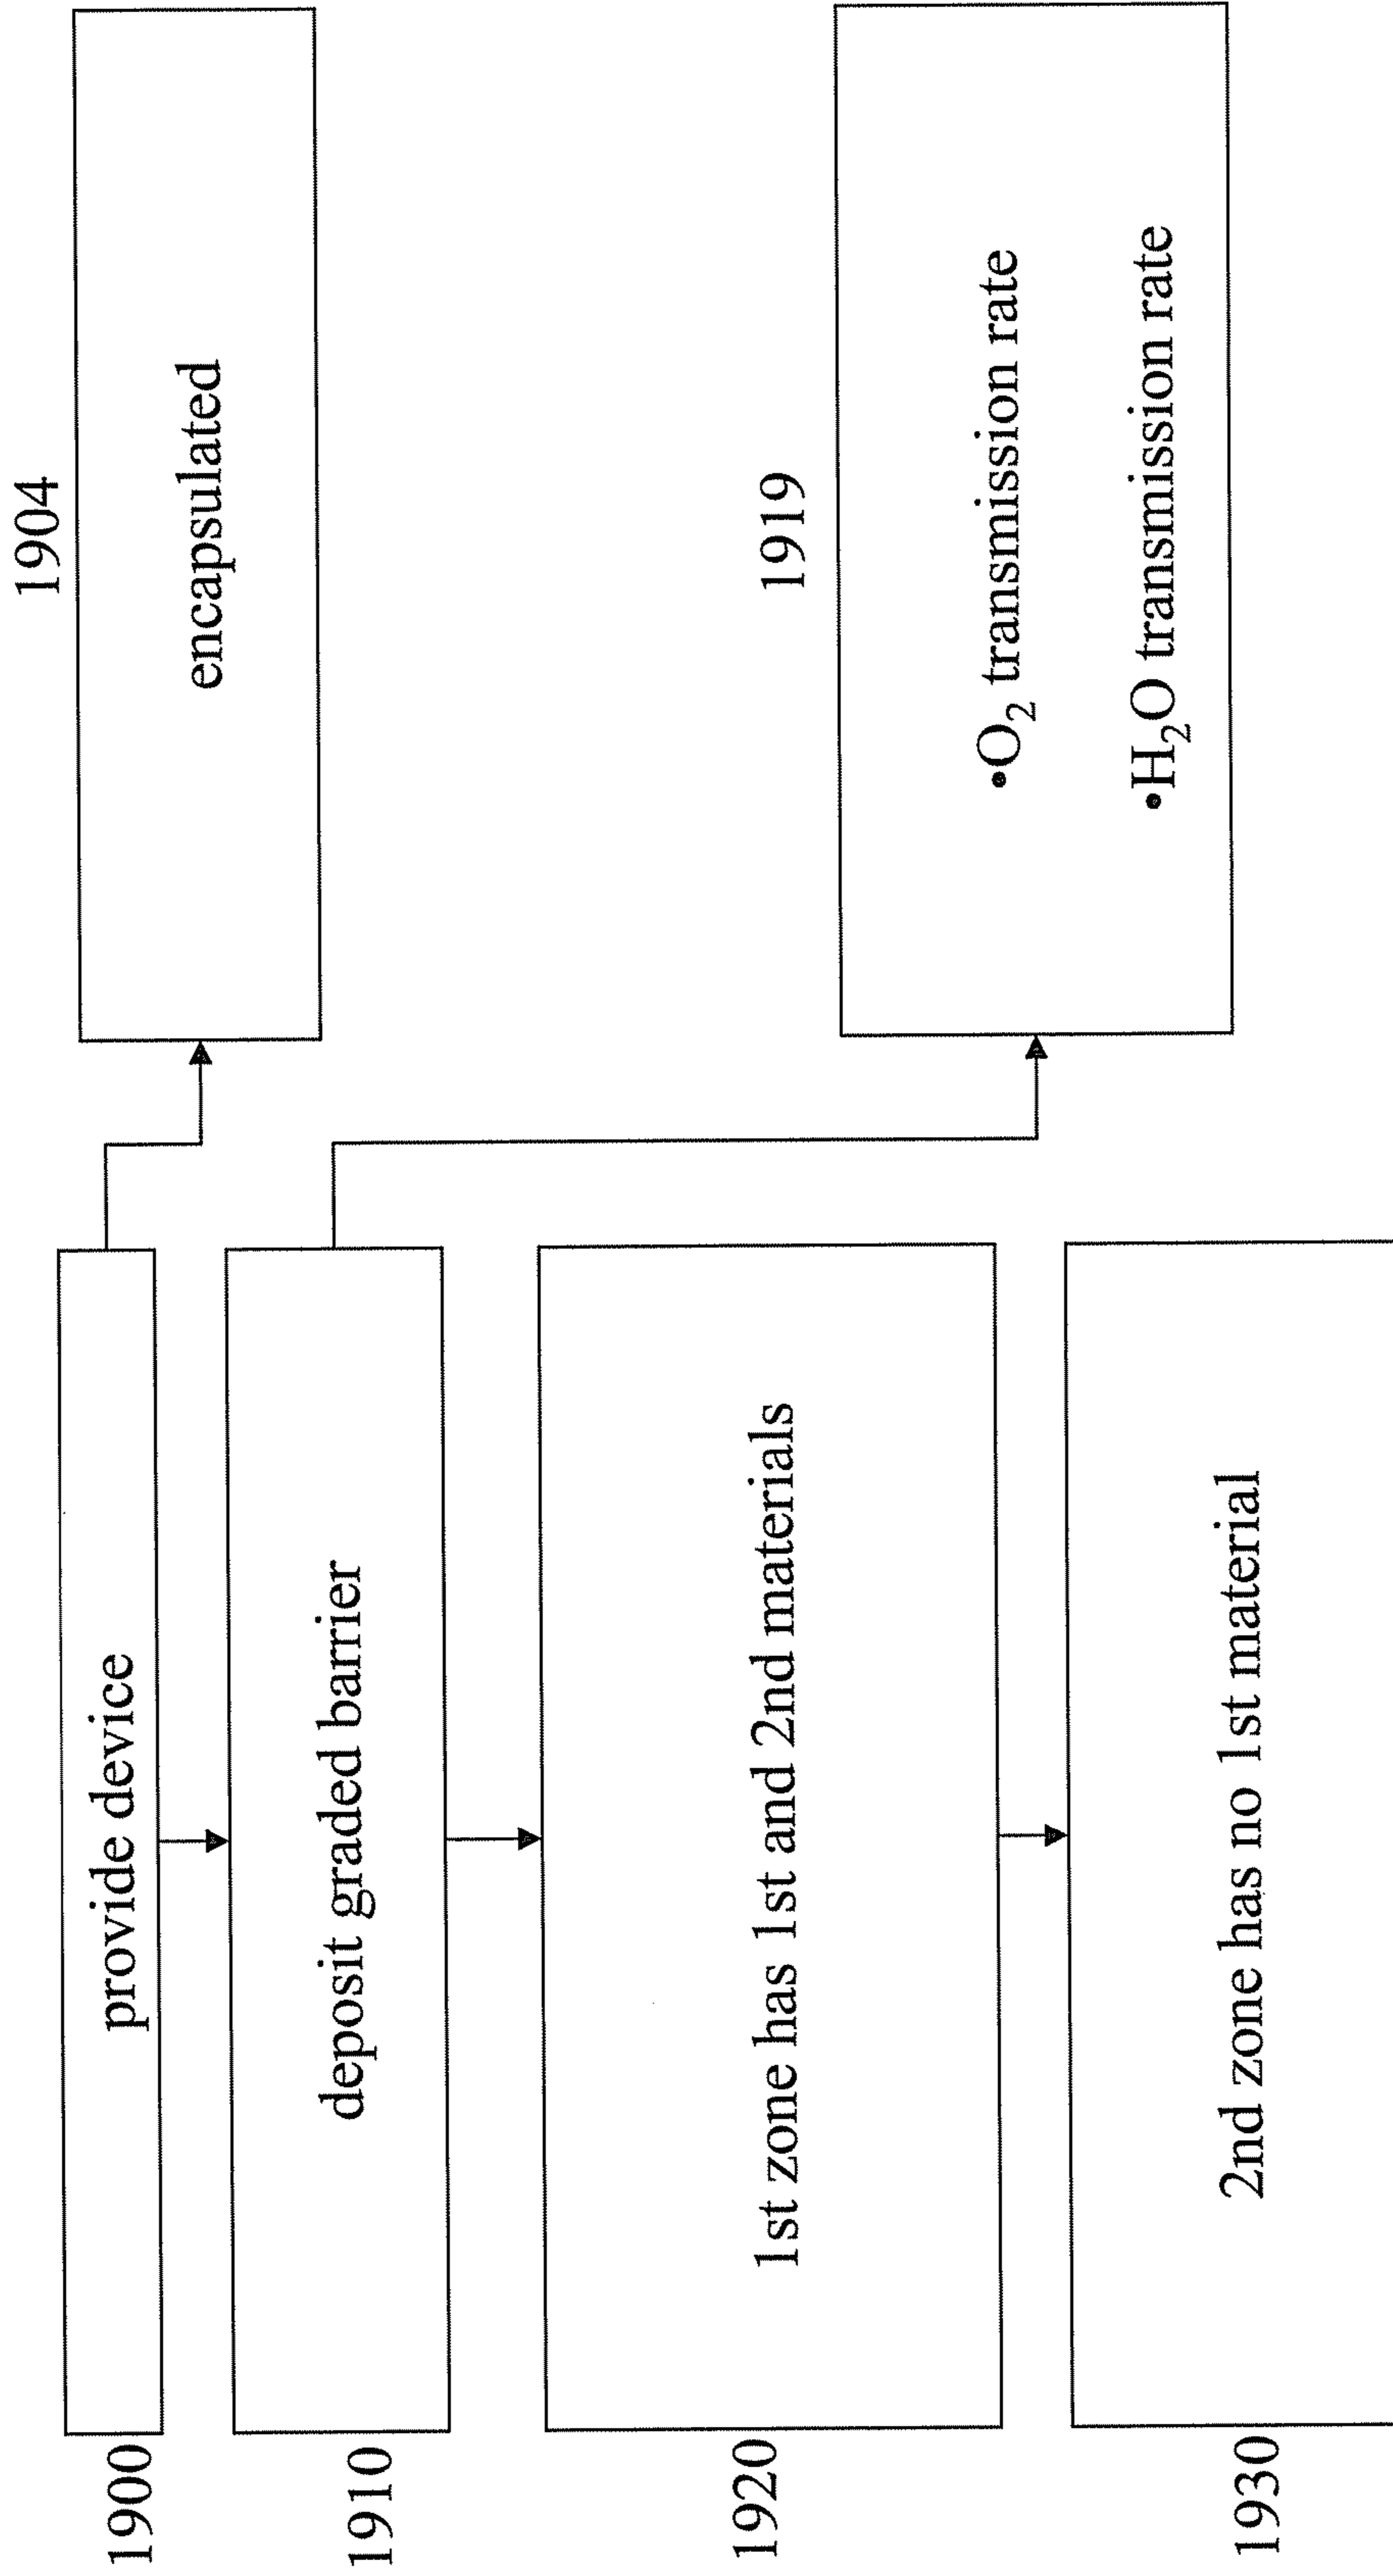 1900
provide device
1904
encapsulated
1910
deposit graded barrier
1919
•O₂ transmission rate
•H₂O transmission rate
1920
1st zone has 1st and 2nd materials
1930
2nd zone has no 1st material